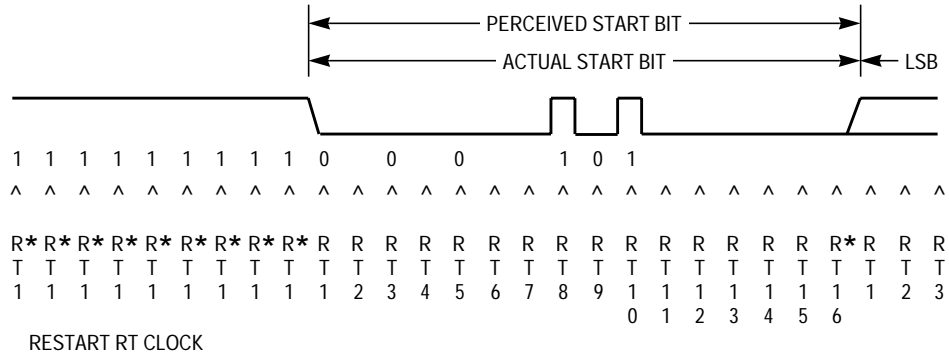 PERCEIVED START BIT
ACTUAL START BIT
LSB
1 1 1 1 1 1 1 1 1 0 0 0 1 0 1
^ ^ ^ ^ ^ ^ ^ ^ ^ ^ ^ ^ ^ ^ ^ ^ ^ ^ ^ ^ ^ ^ ^ ^ ^ ^ ^ ^
R* R* R* R* R* R* R* R* R* R R R R R R R R R R R R R R R R* R R R
T T T T T T T T T T T T T T T T T T T T T T T T T T T T
1 1 1 1 1 1 1 1 1 1 2 3 4 5 6 7 8 9 1 1 1 1 1 1 1 1 2 3
0 1 2 3 4 5 6
RESTART RT CLOCK